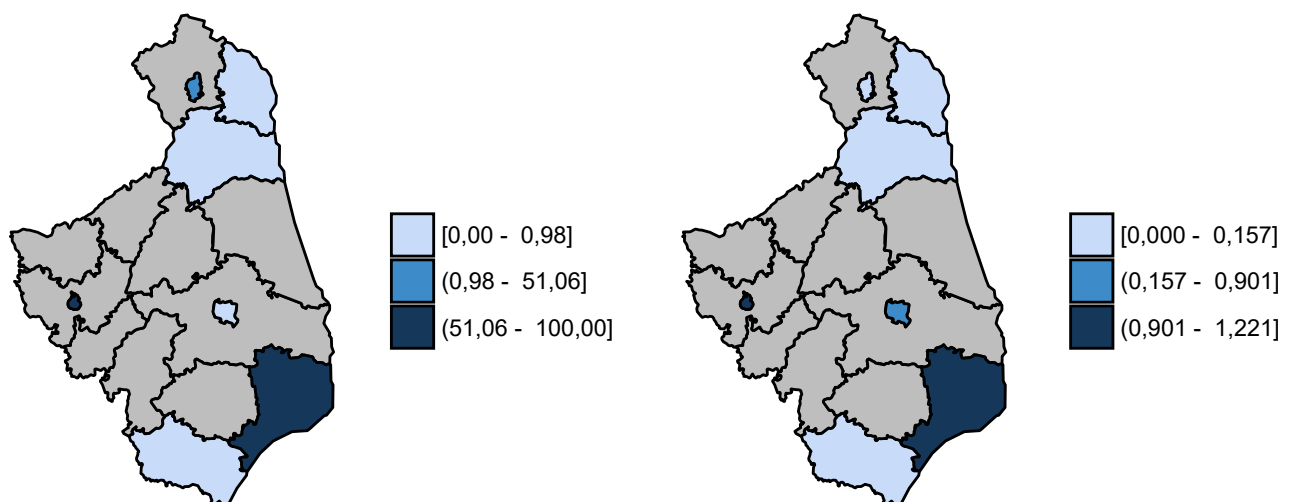 [0,00 -  0,98]
(0,98 -  51,06]
(51,06 -  100,00]
[0,000 -  0,157]
(0,157 -  0,901]
(0,901 -  1,221]